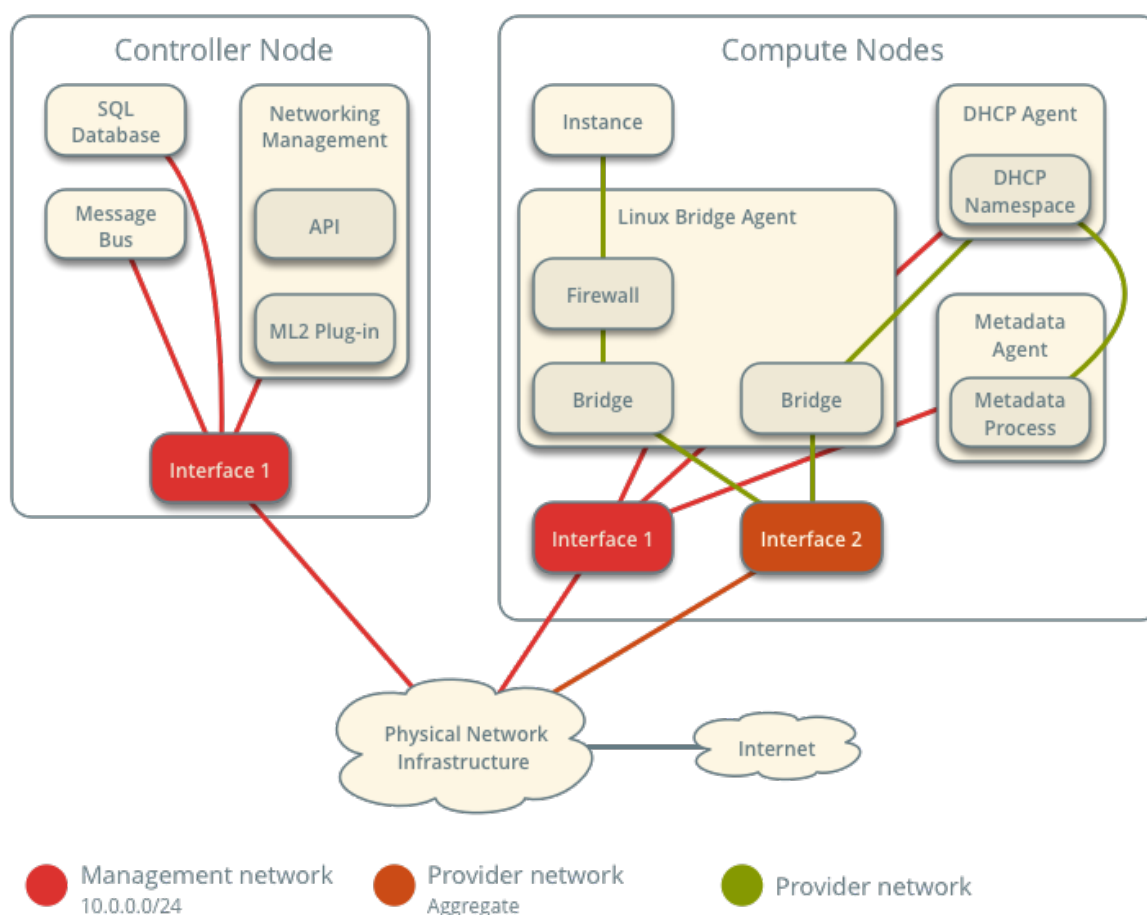 Controller Node
SQL
Database
Networking
Management
Message
Bus
API
ML2 Plug-in
Interface 1
Compute Nodes
Instance
DHCP Agent
DHCP
Namespace
Linux Bridge Agent
Firewall
Bridge
Bridge
Metadata
Agent
Metadata
Process
Interface 1
Interface 2
Physical Network
Infrastructure
Internet
Management network
10.0.0.0/24
Provider network
Aggregate
Provider network